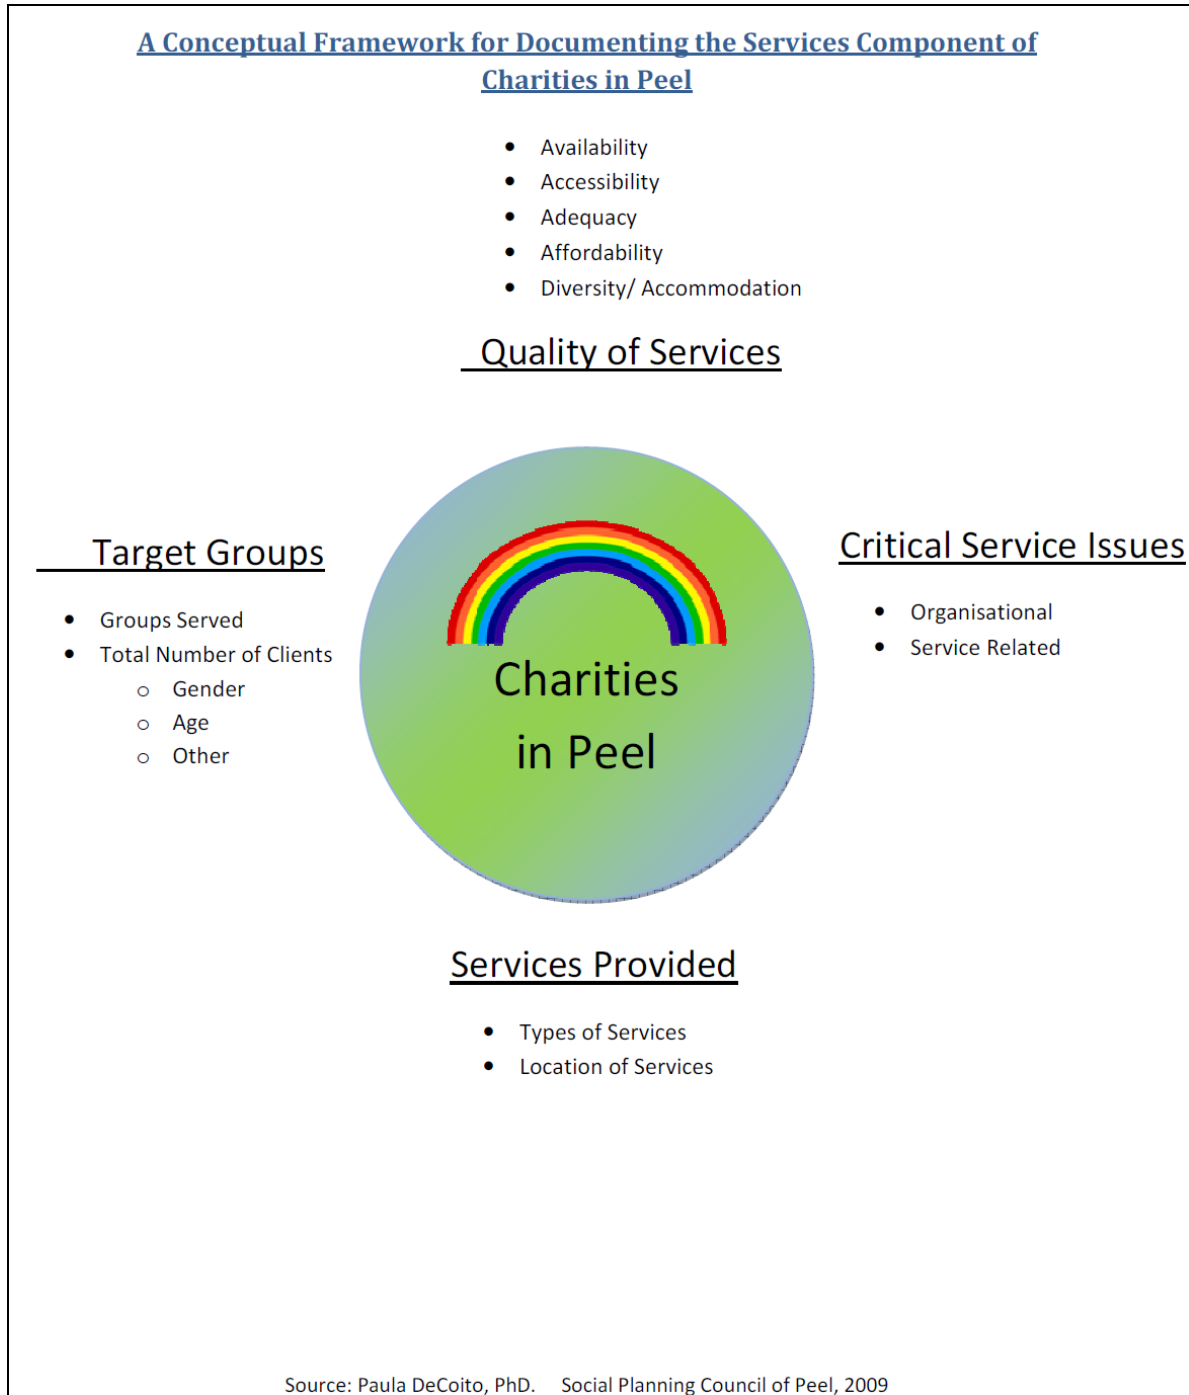 A Conceptual Framework for Documenting the Services Component of
Charities in Peel
• Availability
• Accessibility
• Adequacy
• Affordability
• Diversity/ Accommodation
Quality of Services
Target Groups
• Groups Served
• Total Number of Clients
o Gender
o Age
o Other
Charities
in Peel
Critical Service Issues
• Organisational
• Service Related
Services Provided
• Types of Services
• Location of Services
Source: Paula DeCoito, PhD. Social Planning Council of Peel, 2009